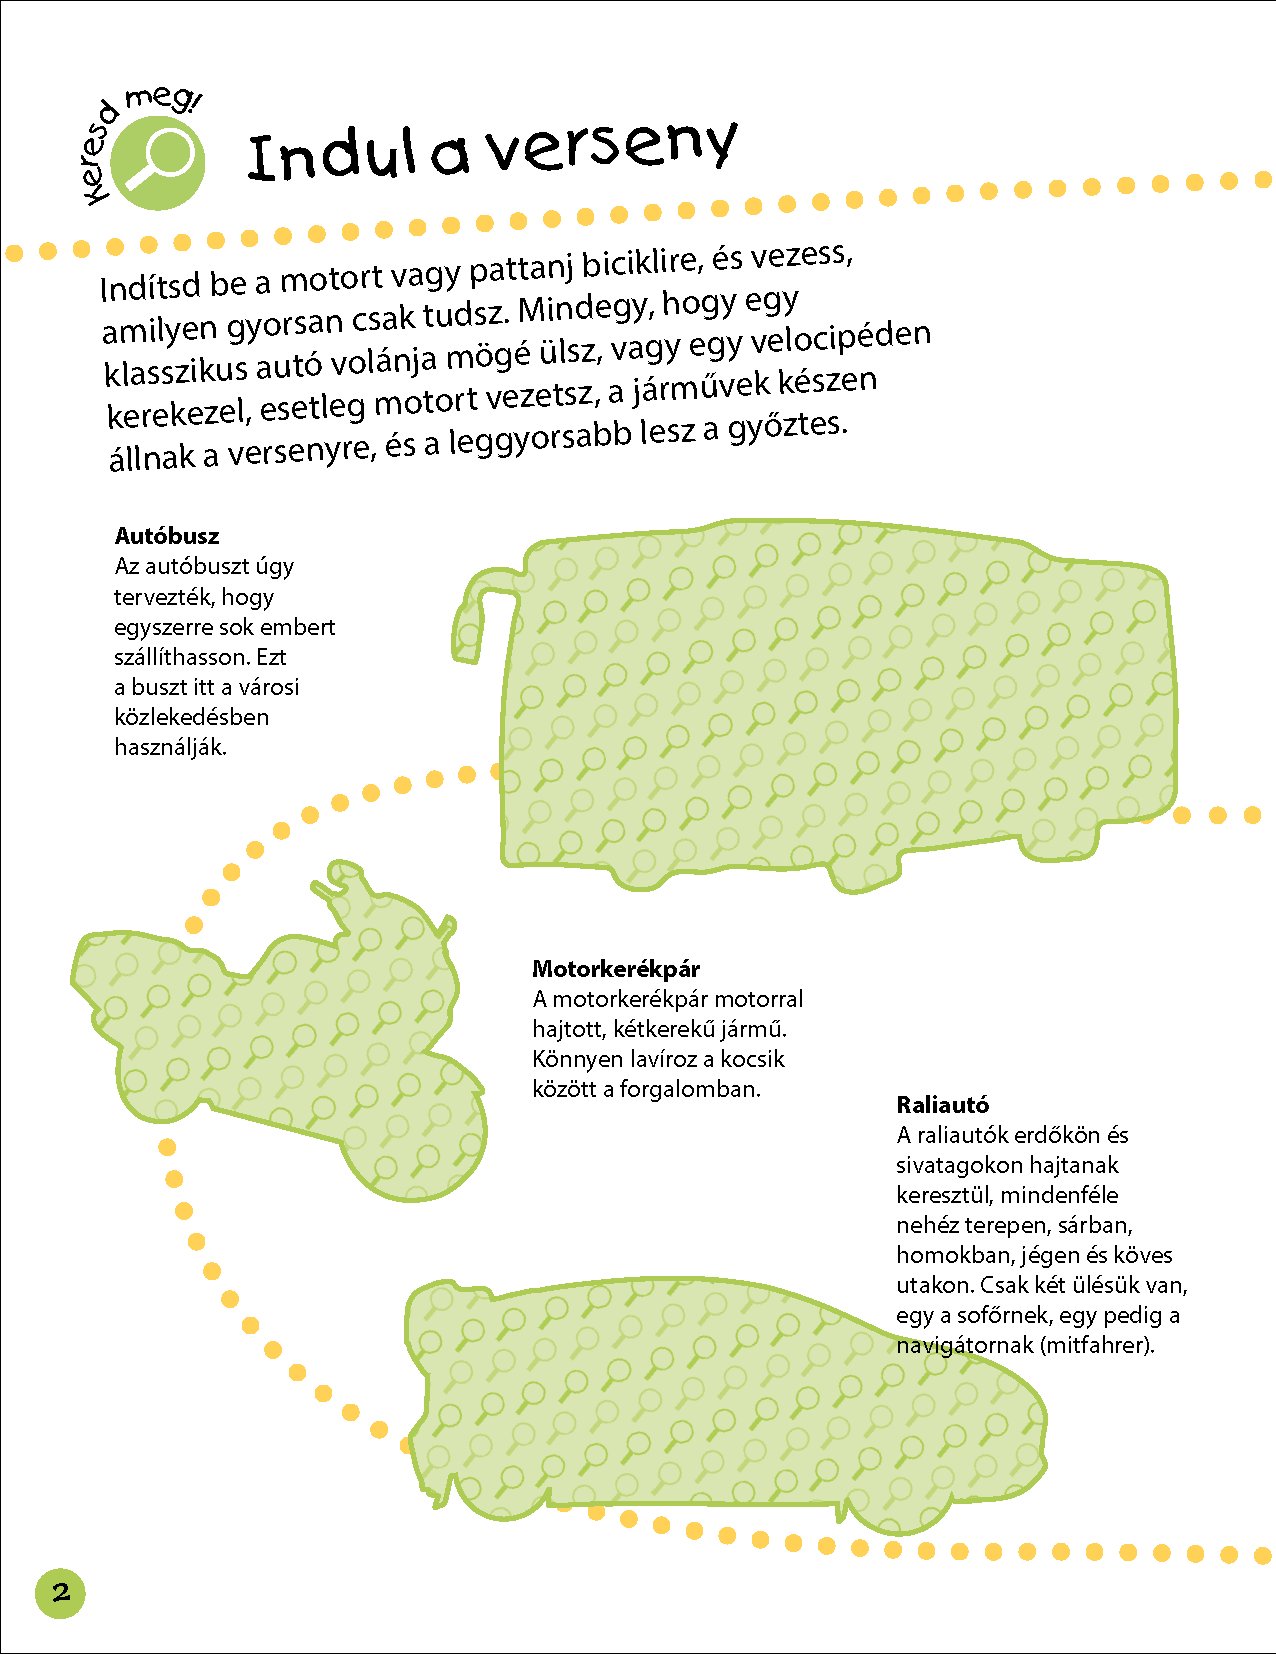 keresd meg!
Indul a verseny
Indítsd be a motort vagy pattanj biciklire, és vezess,
amilyen gyorsan csak tudsz. Mindegy, hogy egy
klasszikus autó volánja mögé ülsz, vagy egy velocipéden
kerekezel, esetleg motort vezetsz, a járművek készen
állnak a versenyre, és a leggyorsabb lesz a győztes.
Autóbusz
Az autóbuszt úgy
tervezték, hogy
egyszerre sok embert
szállíthasson. Ezt
a buszt itt a városi
közlekedésben
használják.
Motorkerékpár
A motorkerékpár motorral
hajtott, kétkerekű jármű.
Könnyen lavíroz a kocsik
között a forgalomban.
Raliautó
A raliautók erdőkön és
sivatagokon hajtanak
keresztül, mindenféle
nehéz terepen, sárban,
homokban, jégen és köves
utakon. Csak két ülésük van,
egy a sofőrnek, egy pedig a
navigátornak (mitfahrer).
2